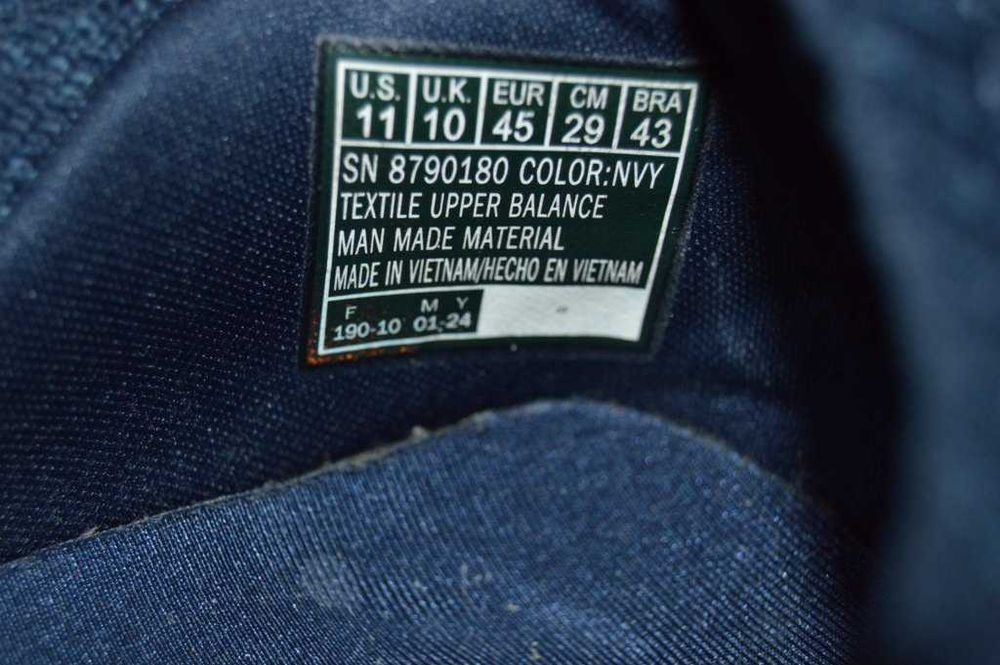 U.S. U.K. EUR CM BRA
11 10 45 29 43
SN 8790180 COLOR:NVY
TEXTILE UPPER BALANCE
MAN MADE MATERIAL
MADE IN VIETNAM/HECHO EN VIETNAM
F M Y
190-10 01-24